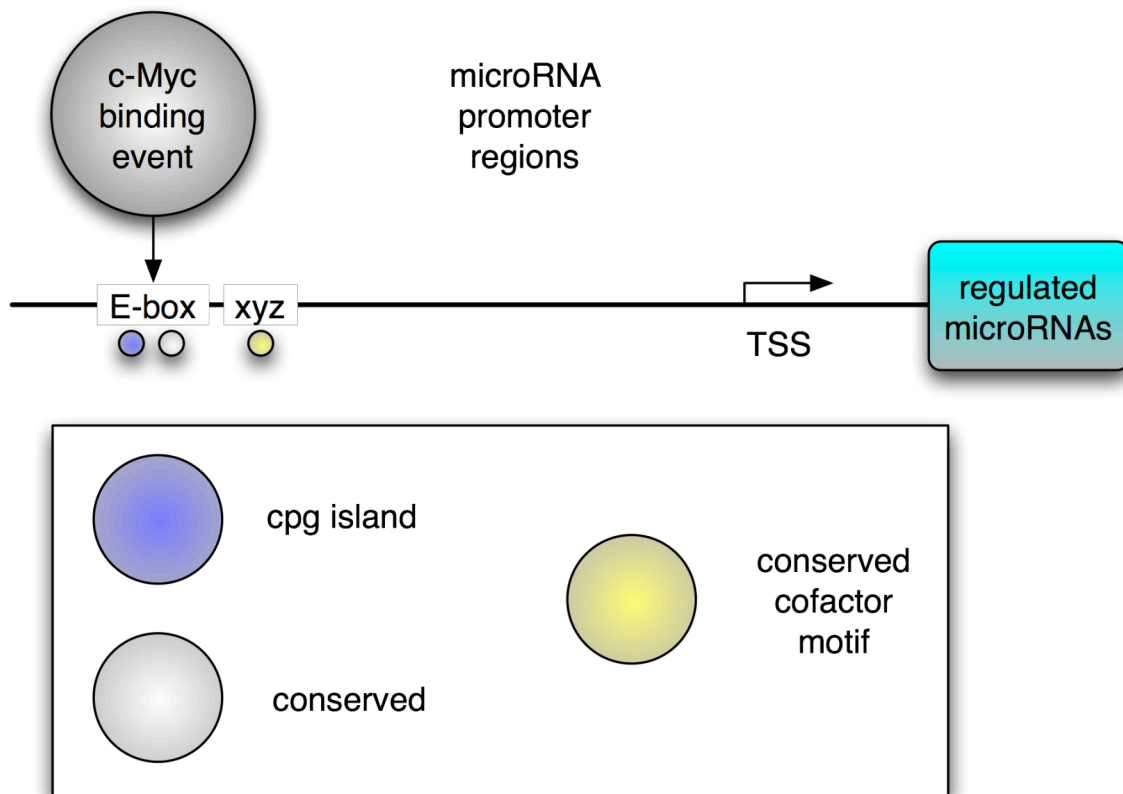 c-Myc
binding
event
microRNA
promoter
regions
E-box
xyz
TSS
regulated
microRNAs
cpg island
conserved
conserved
cofactor
motif